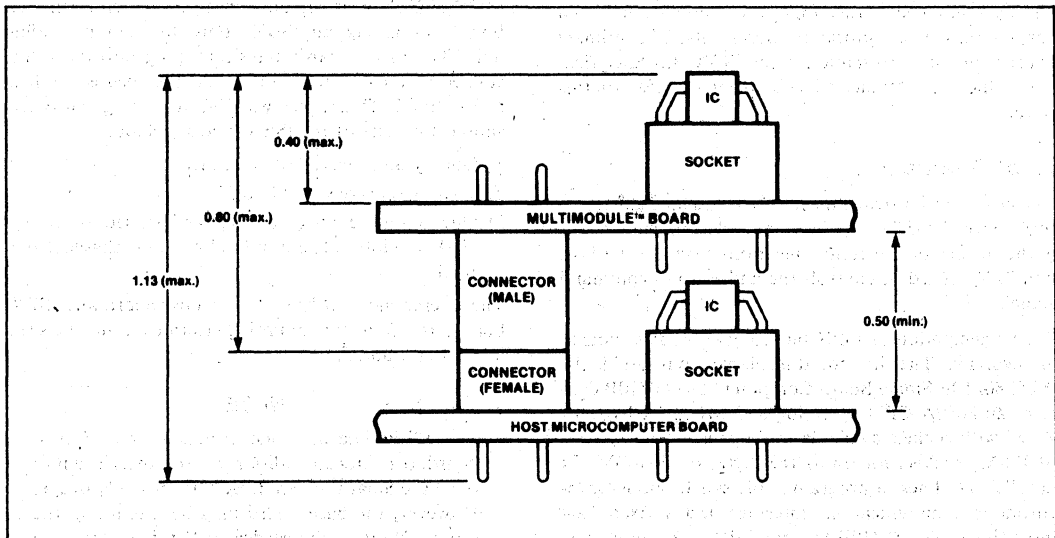 IC
SOCKET
0.40 (max.)
0.80 (max.)
1.13 (max.)
MULTIMODULE™ BOARD
CONNECTOR
(MALE)
IC
0.50 (min.)
CONNECTOR
(FEMALE)
SOCKET
HOST MICROCOMPUTER BOARD